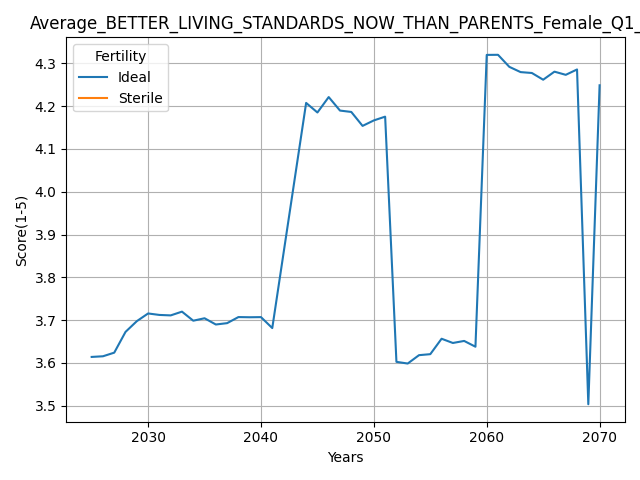 Average_BETTER_LIVING_STANDARDS_NOW_THAN_PARENTS_Female_Q1_
Fertility
Ideal
Sterile
Score(1-5)
4.3
4.2
4.1
4.0
3.9
3.8
3.7
3.6
3.5
2030 2040 2050 2060 2070
Years